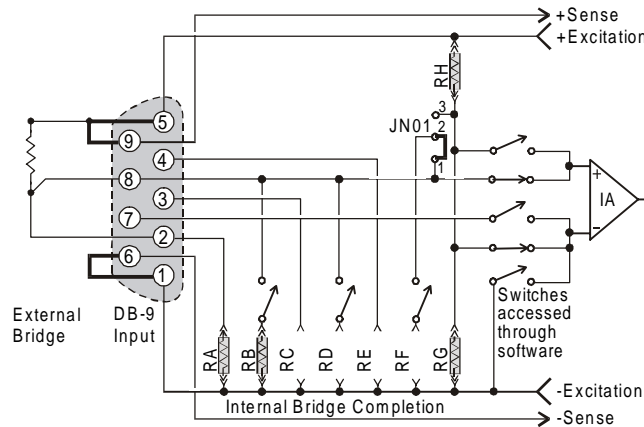 +Sense
+Excitation
RH
3
JN01
2
1
5
9
4
8
3
7
2
6
1
+
IA
-
External
Bridge
DB-9
Input
RA
RB
RC
RD
RE
RF
RG
Switches
accessed
through
software
Internal Bridge Completion
-Excitation
-Sense